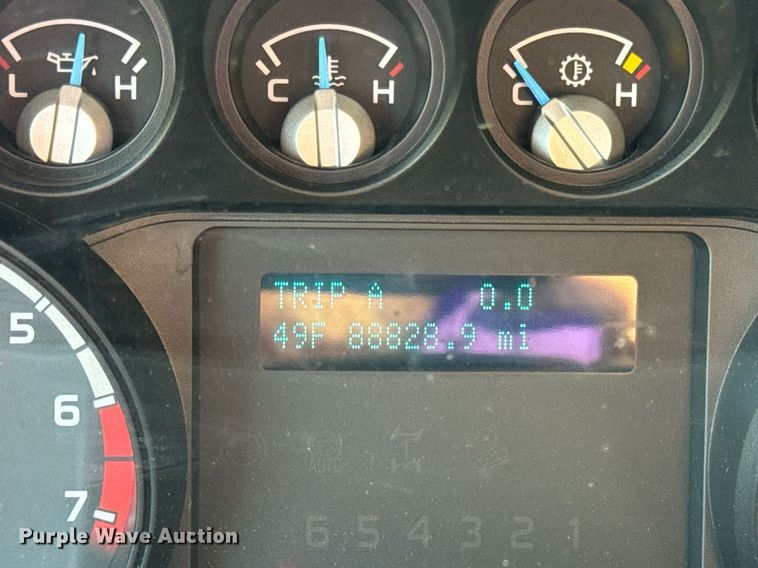 L H
C H
C H
TRIP A 0.0
49F 88828.9 mi
5
6
7
AUTO
6 5 4 3 2 1
Purple Wave Auction